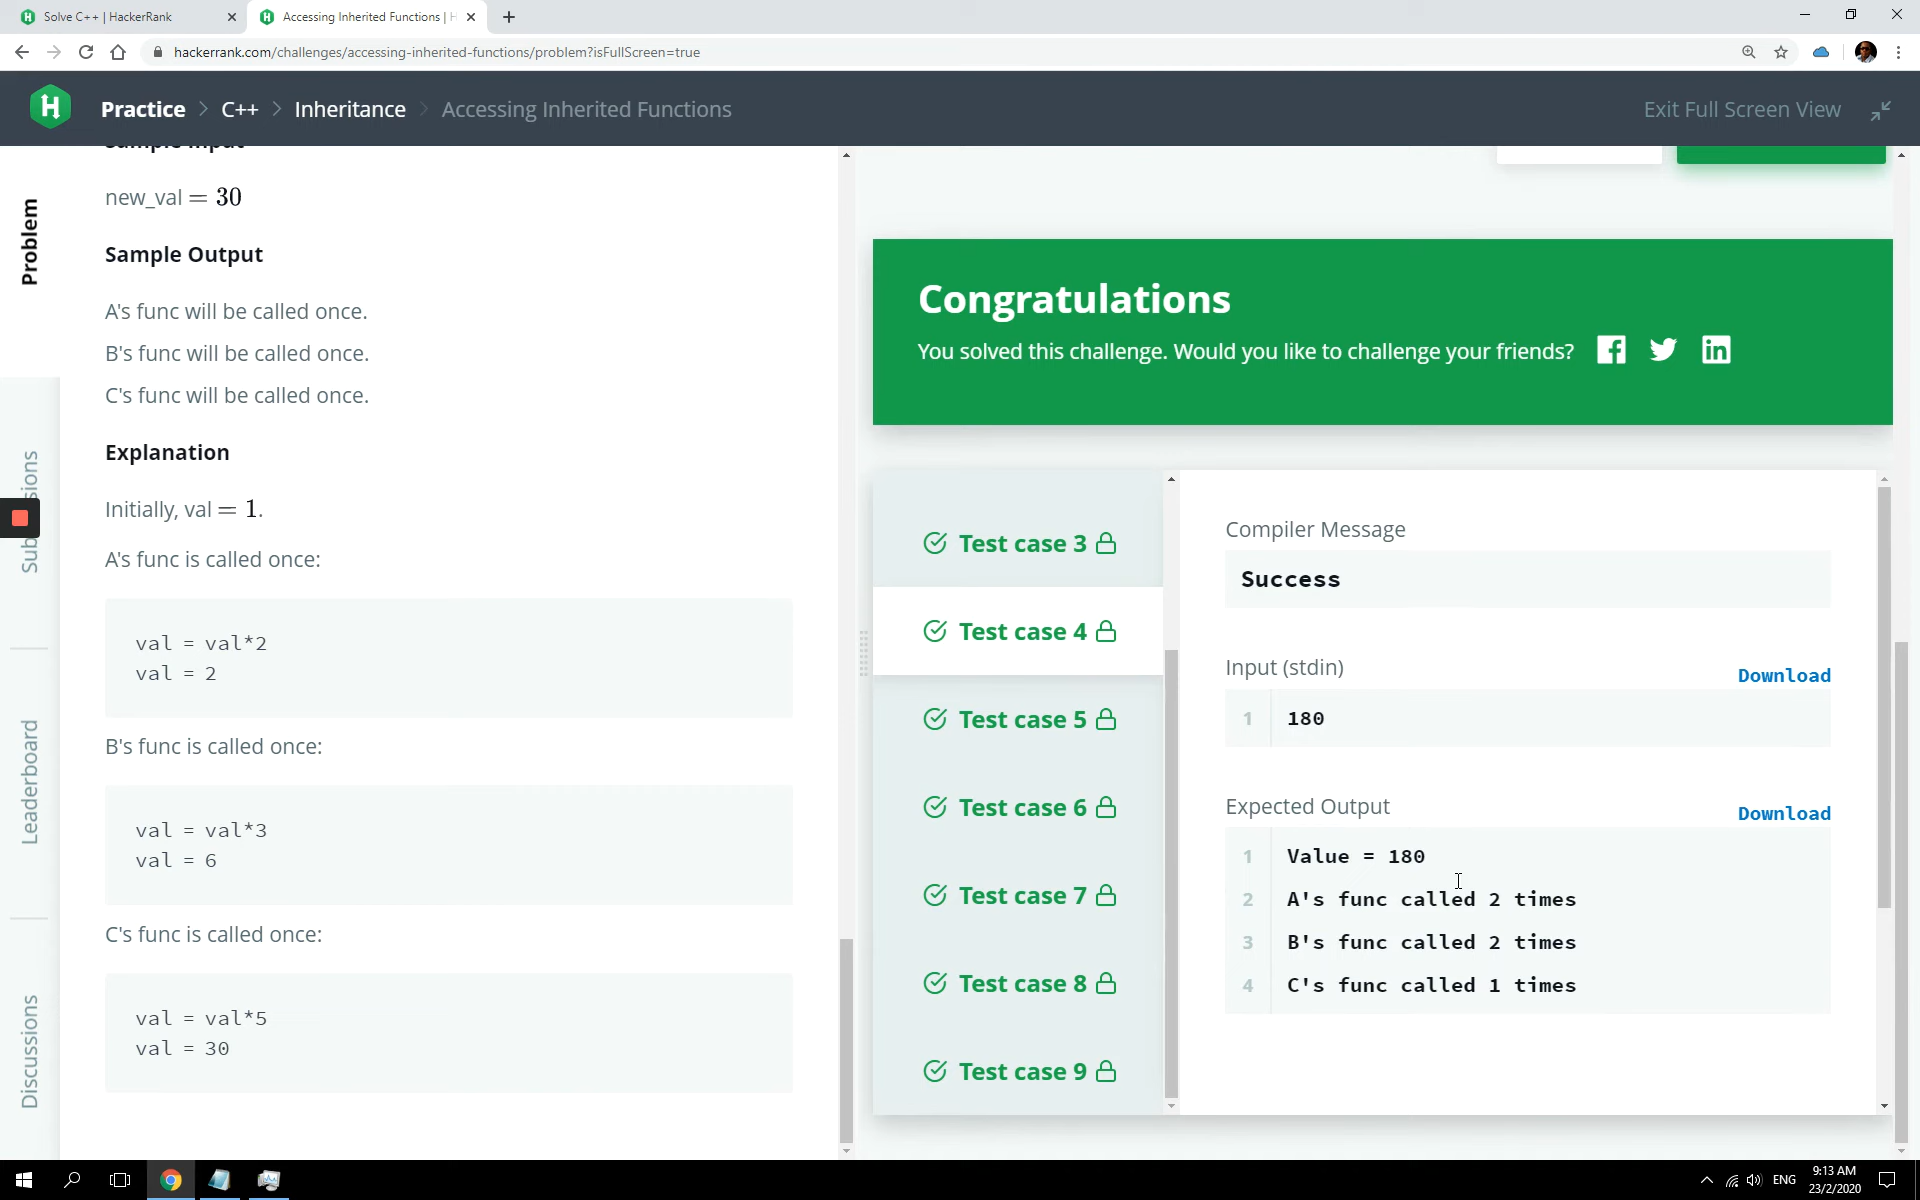 Solve C++ | HackerRank
Accessing Inherited Functions | H
hackerrank.com/challenges/accessing-inherited-functions/problem?isFullScreen=true
Practice > C++ > Inheritance > Accessing Inherited Functions
Exit Full Screen View
Problem
Submissions
Leaderboard
Discussions
Sample Input
new_val = 30
Sample Output
A's func will be called once.
B's func will be called once.
C's func will be called once.
Explanation
Initially, val = 1.
A's func is called once:
val = val*2
val = 2
B's func is called once:
val = val*3
val = 6
C's func is called once:
val = val*5
val = 30
Congratulations
You solved this challenge. Would you like to challenge your friends?
Test case 3
Test case 4
Test case 5
Test case 6
Test case 7
Test case 8
Test case 9
Compiler Message
Success
Input (stdin)
Download
1 180
Expected Output
Download
1 Value = 180
2 A's func called 2 times
3 B's func called 2 times
4 C's func called 1 times
ENG
9:13 AM
23/2/2020